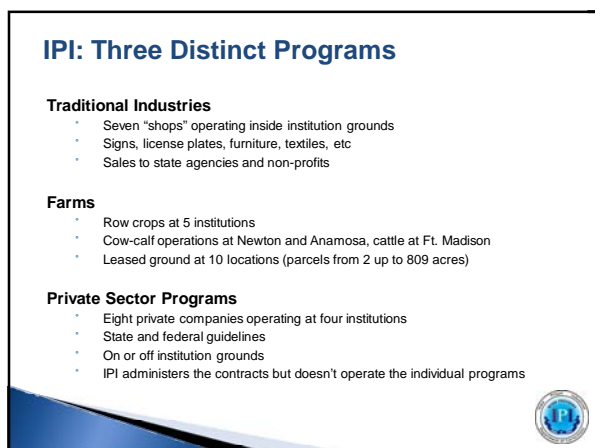 IPI: Three Distinct Programs
Traditional Industries
Seven “shops” operating inside institution grounds
Signs, license plates, furniture, textiles, etc
Sales to state agencies and non-profits
Farms
Row crops at 5 institutions
Cow-calf operations at Newton and Anamosa, cattle at Ft. Madison
Leased ground at 10 locations (parcels from 2 up to 809 acres)
Private Sector Programs
Eight private companies operating at four institutions
State and federal guidelines
On or off institution grounds
IPI administers the contracts but doesn’t operate the individual programs
IPI